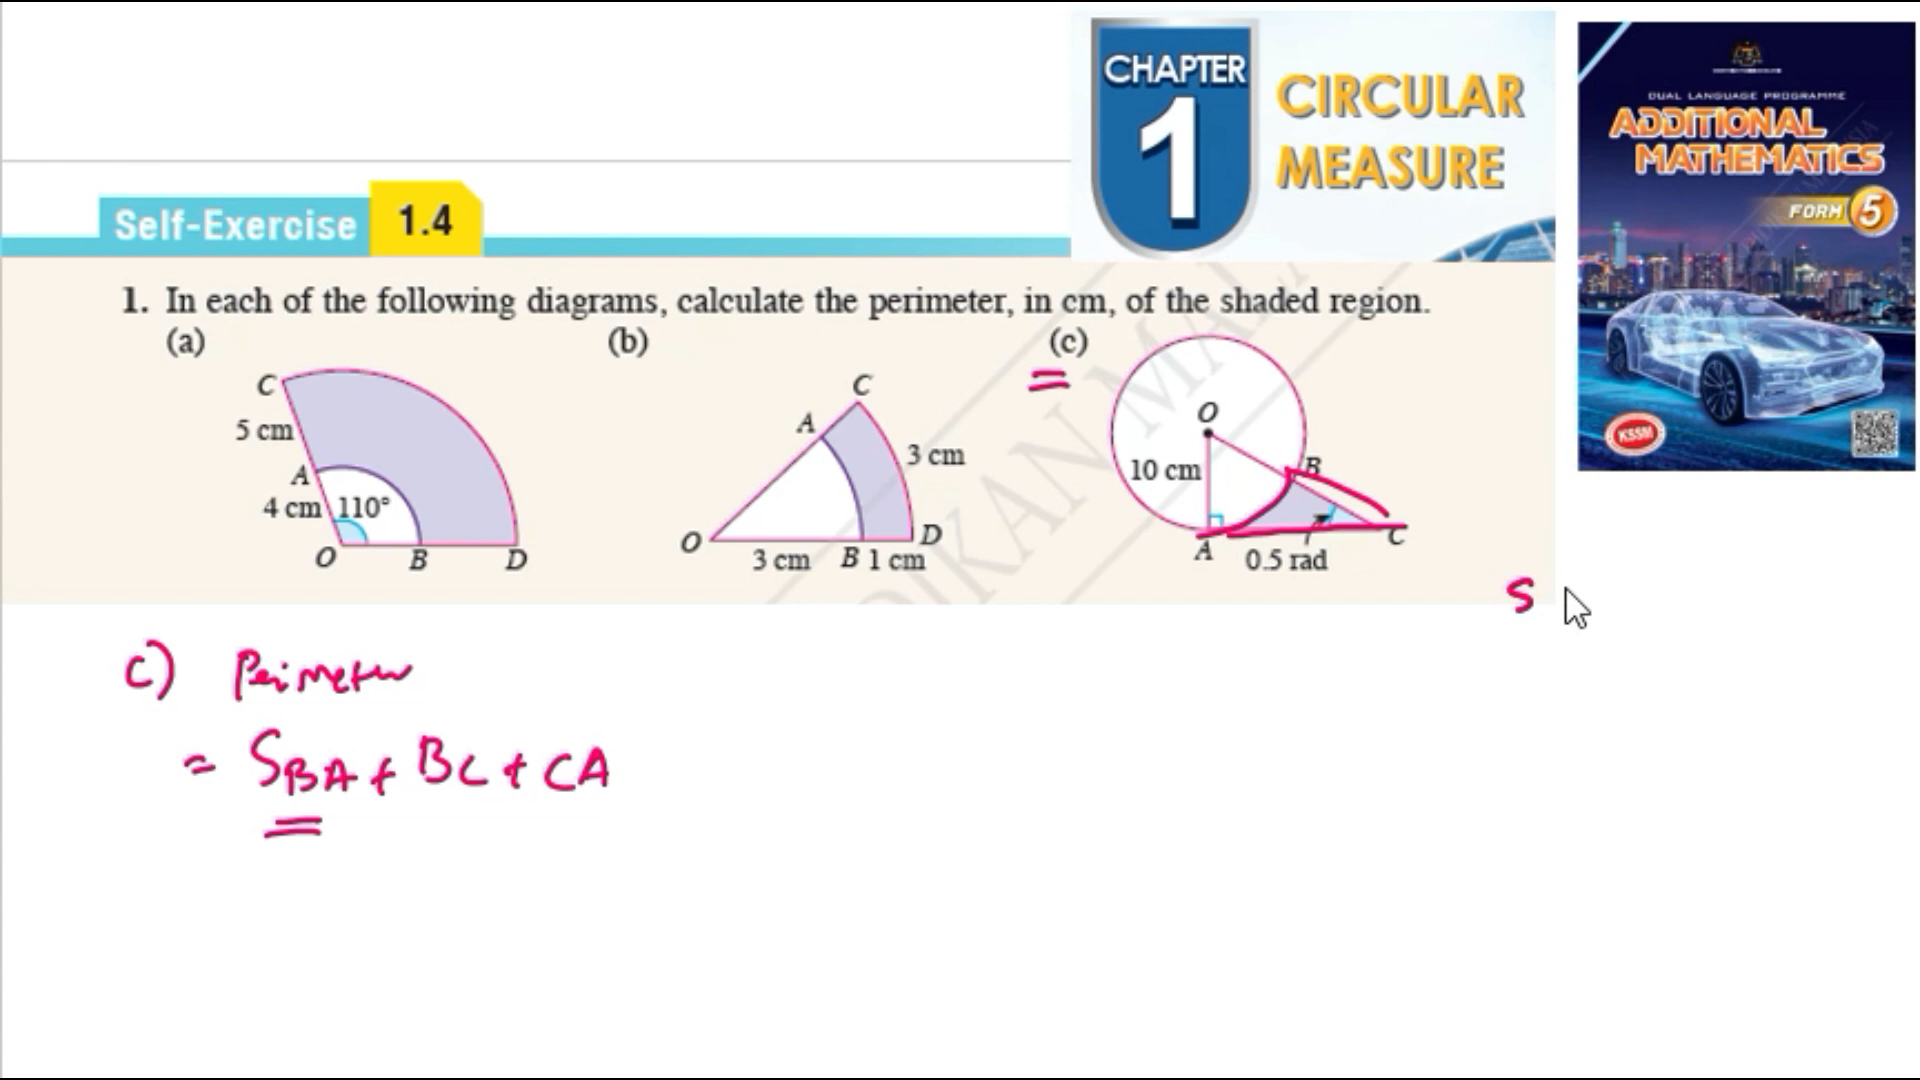 CHAPTER
1
CIRCULAR
MEASURE
DUAL LANGUAGE PROGRAMME
ADDITIONAL
MATHEMATICS
FORM 5
KSSM
Self-Exercise 1.4
1. In each of the following diagrams, calculate the perimeter, in cm, of the shaded region.
(a) (b) (c)
C
5 cm
A
4 cm 110°
O B D
C
A
3 cm
O
3 cm B 1 cm
D
=
O
10 cm
B
A
0.5 rad
C
S
c) Perimeter
= SBA + BC + CA